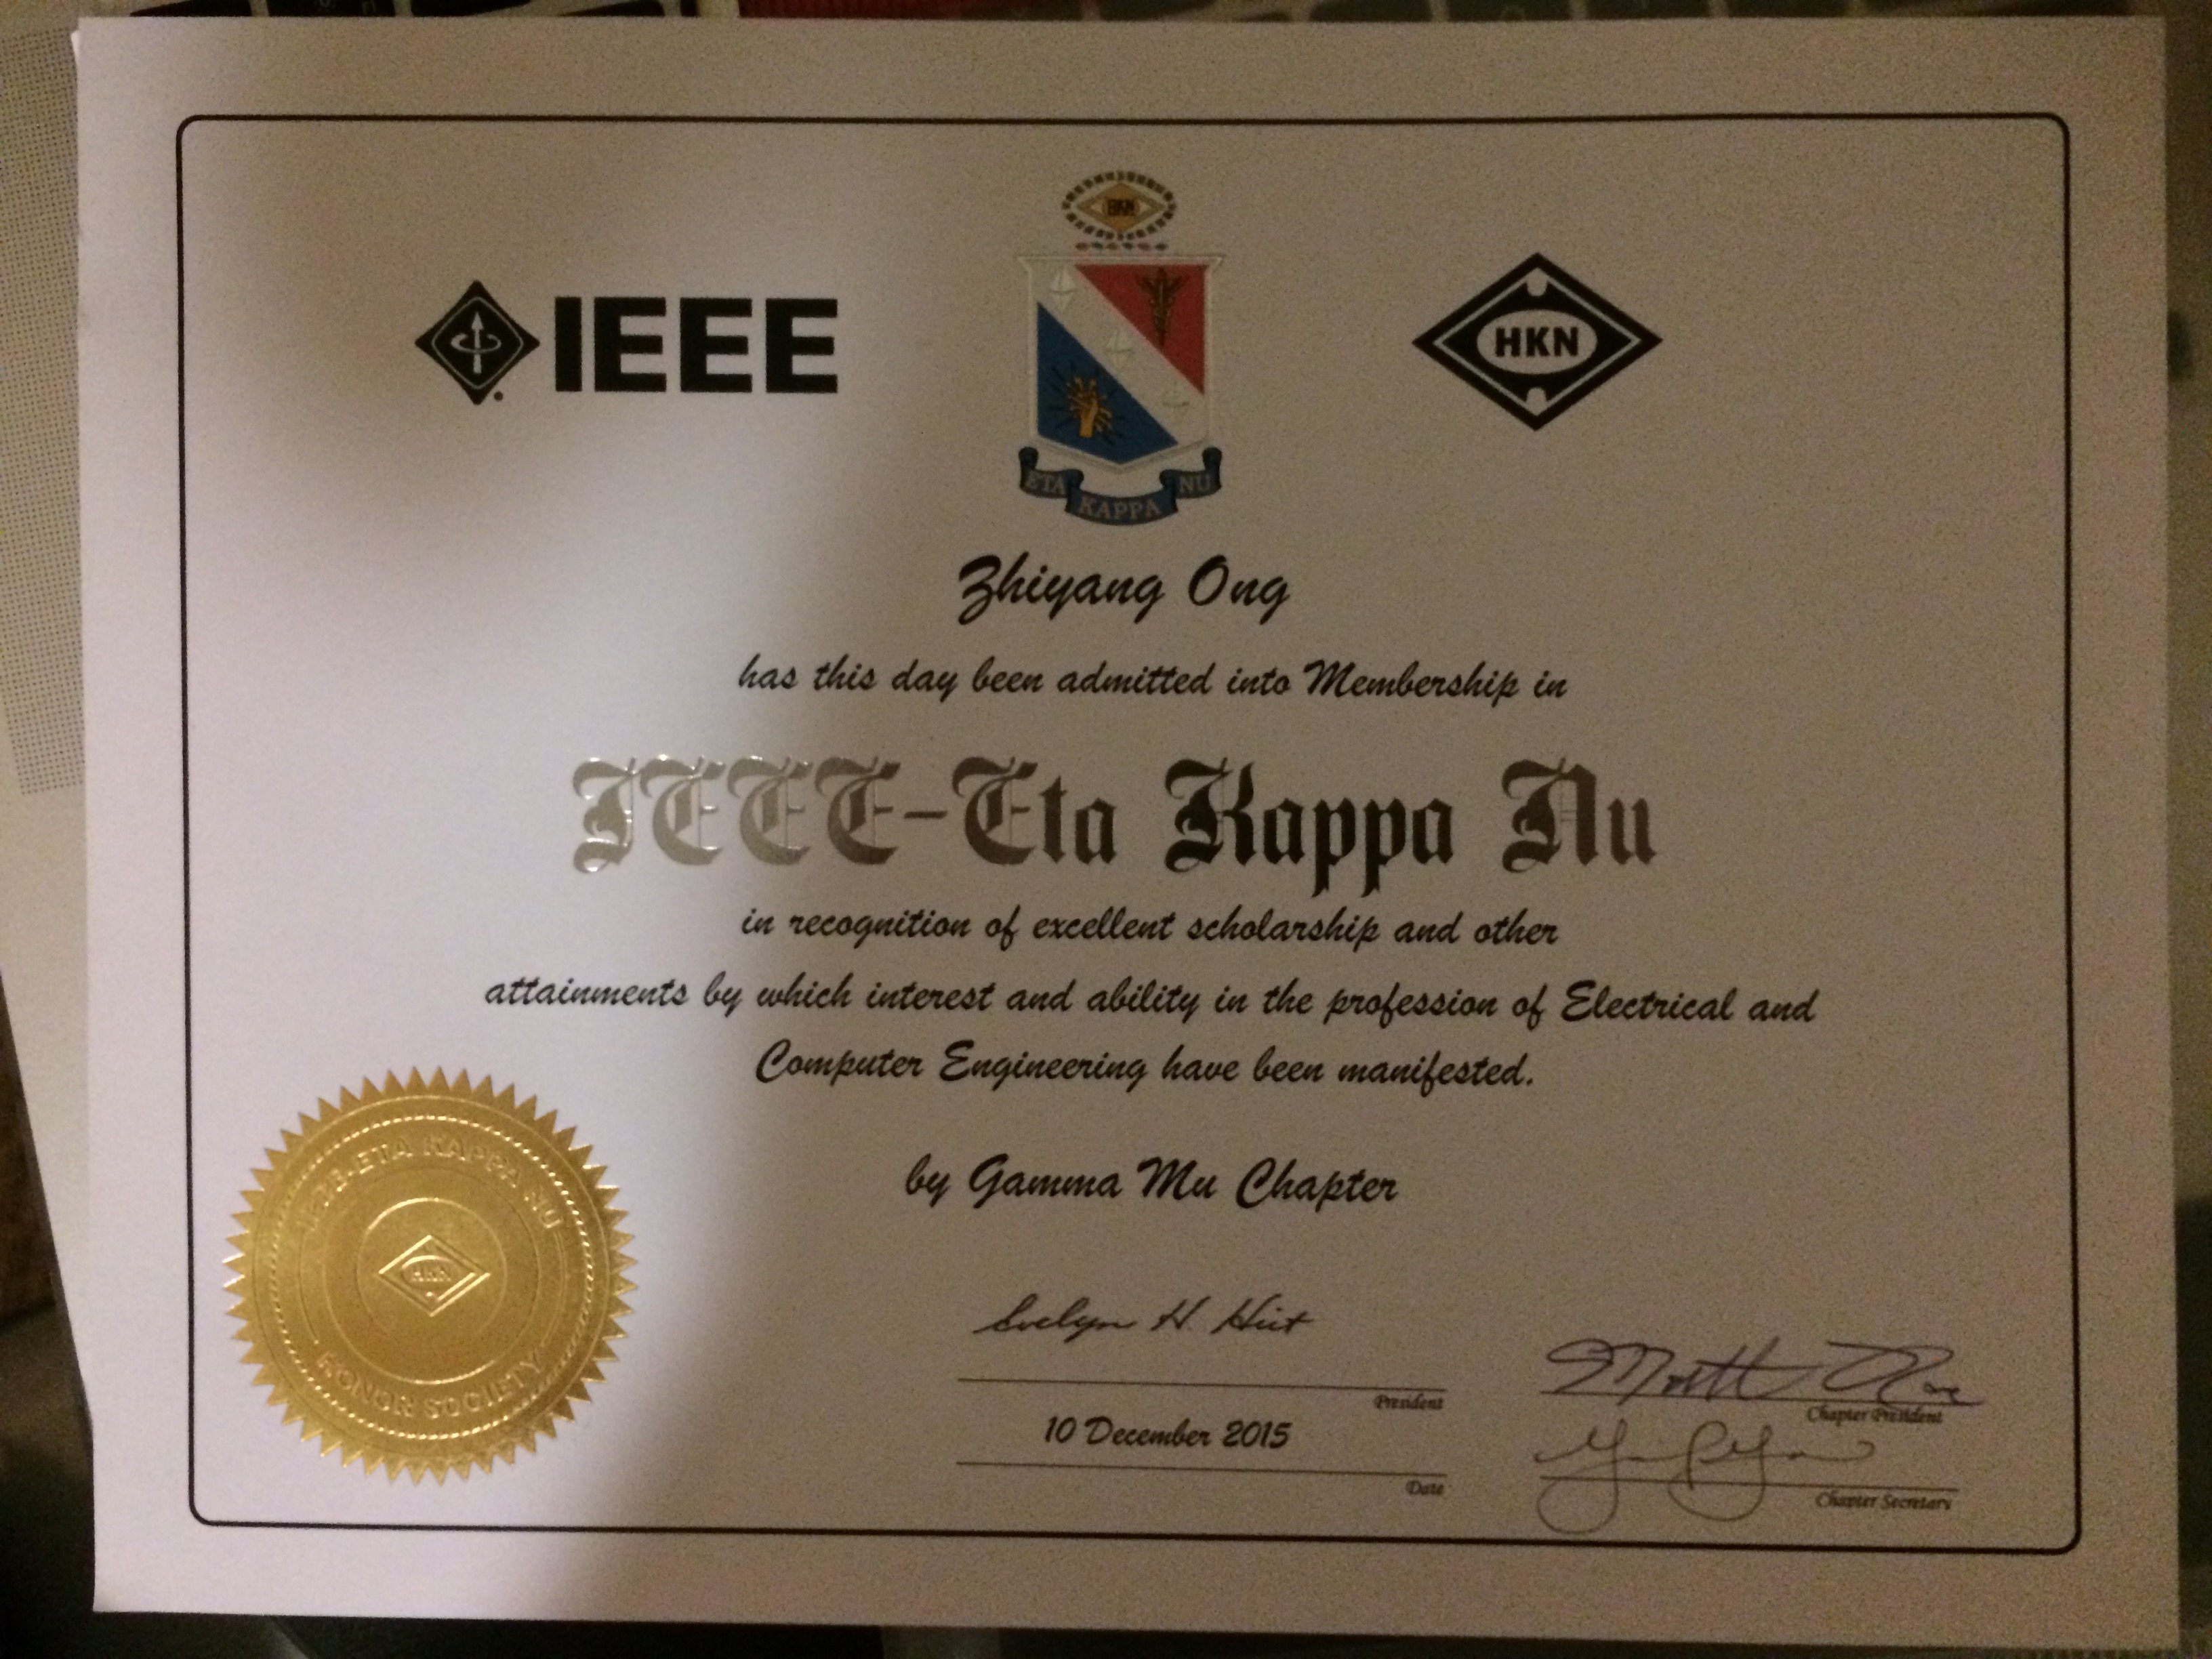 HKN
IEEE
HKN
ETA KAPPA NU
Zhiyang Ong
has this day been admitted into Membership in
IEEE-Eta Kappa Nu
in recognition of excellent scholarship and other
attainments by which interest and ability in the profession of Electrical and
Computer Engineering have been manifested.
by Gamma Mu Chapter
IEEE-ETA KAPPA NU
HKN
HONOR SOCIETY
Evelyn H. Hirt
President
Chapter President
10 December 2015
Date
Chapter Secretary